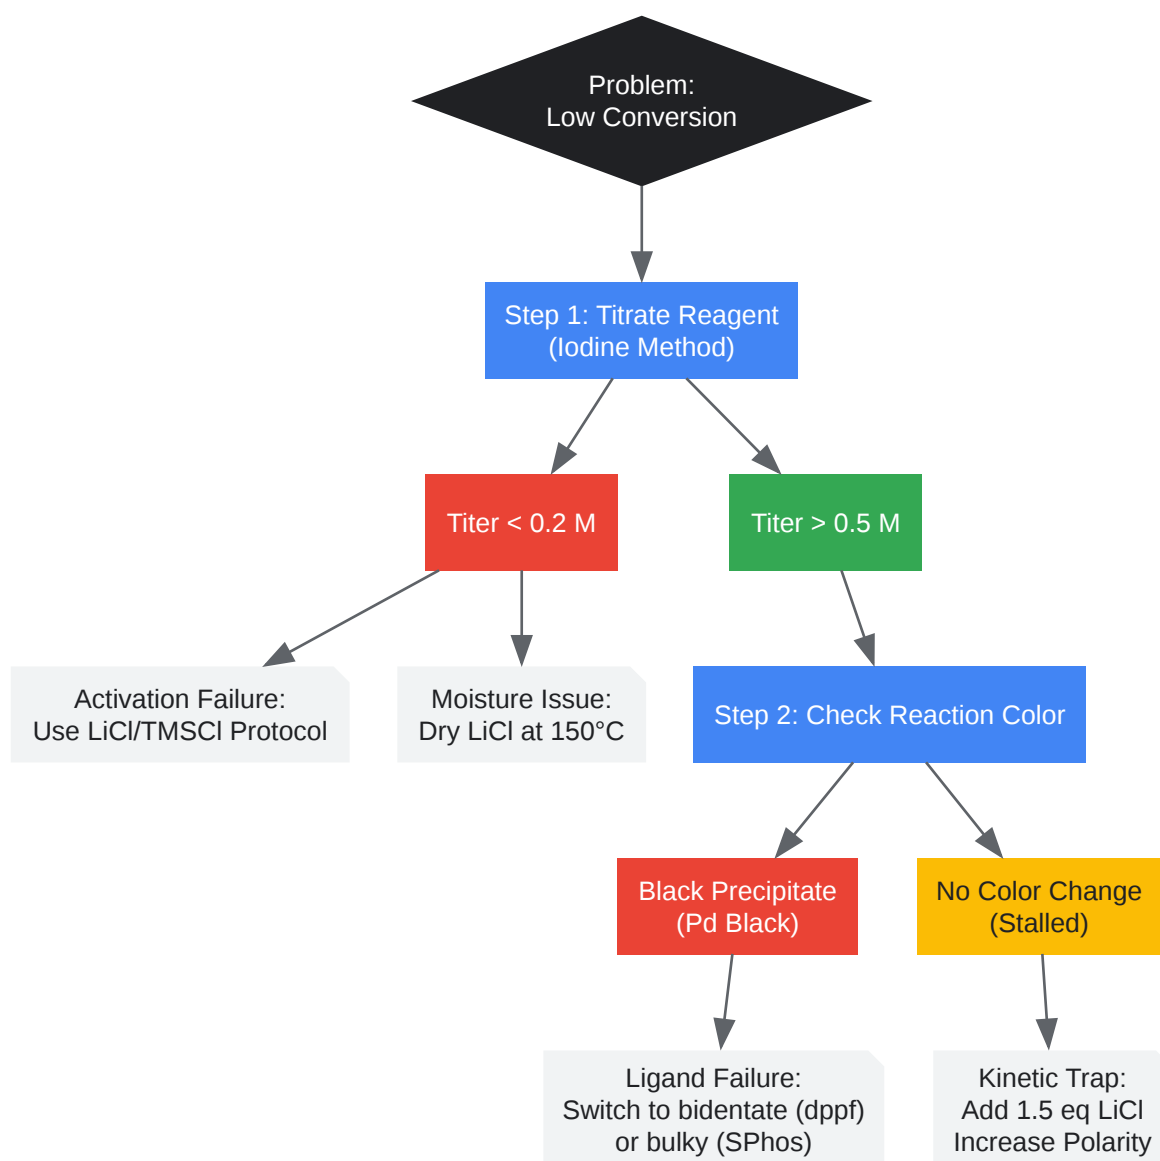 Problem:
Low Conversion
Step 1: Titrate Reagent
(Iodine Method)
Titer < 0.2 M
Titer > 0.5 M
Activation Failure:
Use LiCl/TMSCl Protocol
Moisture Issue:
Dry LiCl at 150°C
Step 2: Check Reaction Color
Black Precipitate
(Pd Black)
No Color Change
(Stalled)
Ligand Failure:
Switch to bidentate (dppf)
or bulky (SPhos)
Kinetic Trap:
Add 1.5 eq LiCl
Increase Polarity